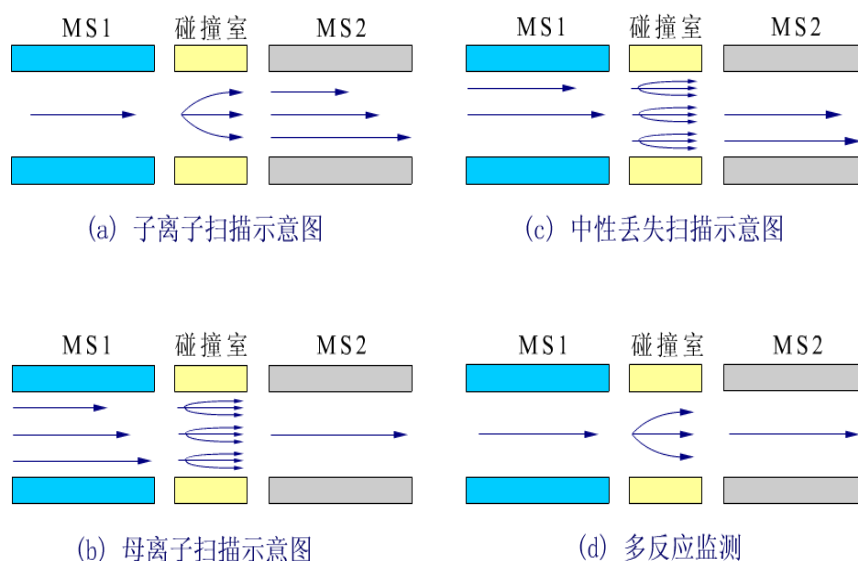 MS1 碰撞室 MS2
(a) 子离子扫描示意图
MS1 碰撞室 MS2
(c) 中性丢失扫描示意图
MS1 碰撞室 MS2
(b) 母离子扫描示意图
MS1 碰撞室 MS2
(d) 多反应监测